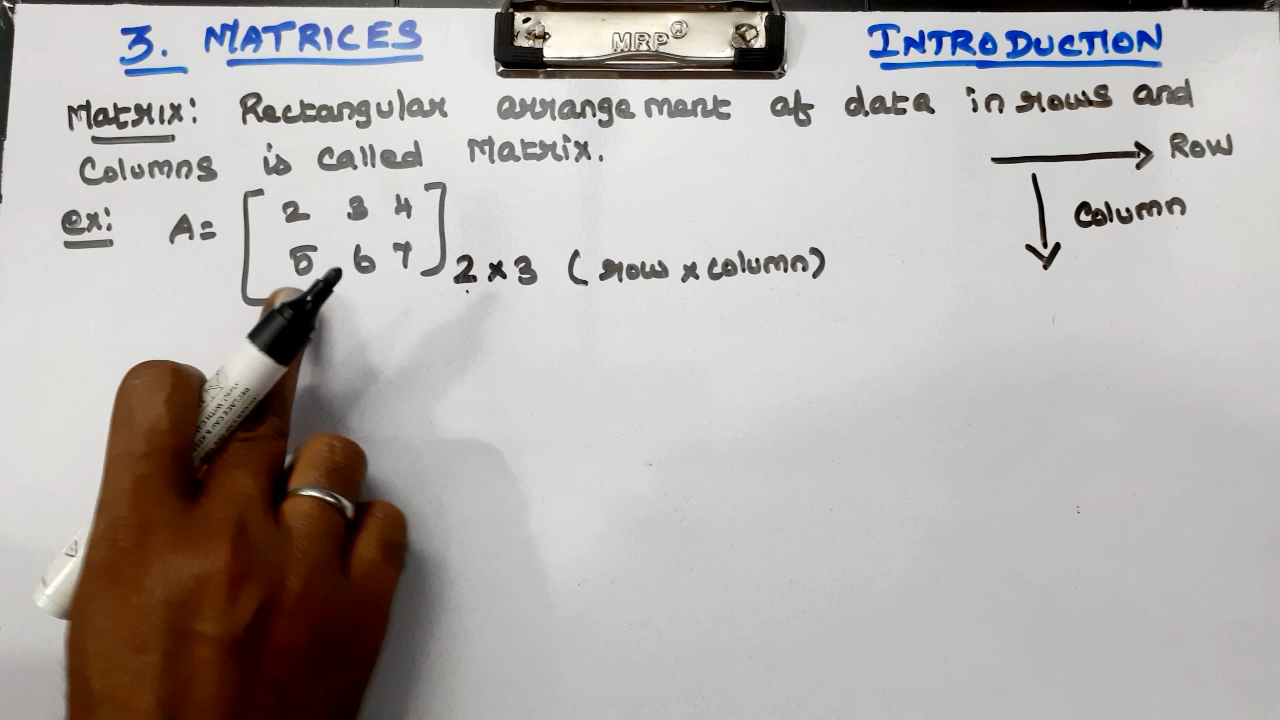 3. MATRICES
MRP®
INTRODUCTION
Matrix: Rectangular arrangement of data in rows and
Columns is called Matrix.
Row
Column
ex: A= [ 2 3 4
5 6 7 ] 2 × 3 (row × column)